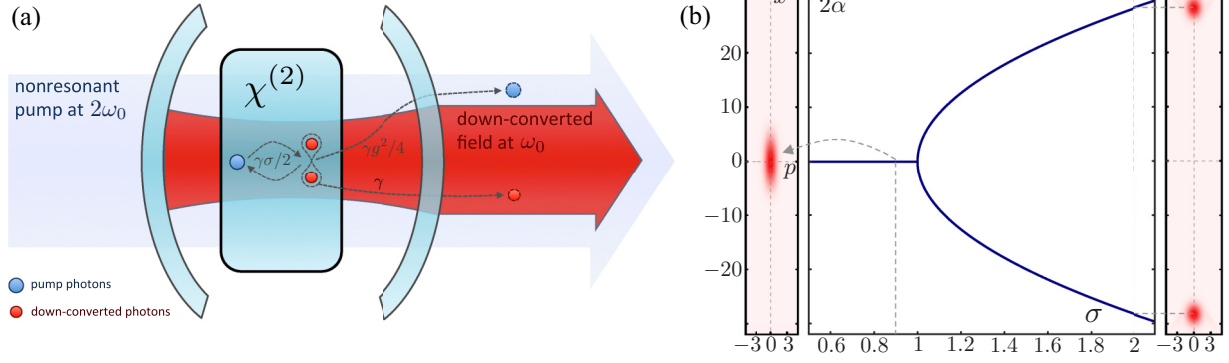 (a)
nonresonant
pump at 2ω₀
χ⁽²⁾
γσ/2
γg²/4
γ
down-converted
field at ω₀
pump photons
down-converted photons
(b)
x
2α
20
10
0
−10
−20
p
σ
−3 0 3
0.6 0.8 1 1.2 1.4 1.6 1.8 2
−3 0 3